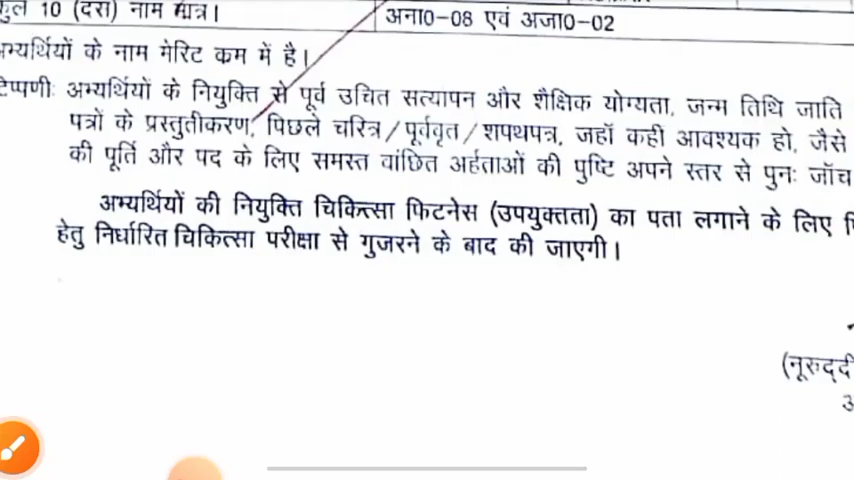 कुल 10 (दस) नाम मात्र।
अना0-08 एवं अजा0-02
अभ्यर्थियों के नाम मेरिट कम में है।
टिप्पणीः अभ्यर्थियों के नियुक्ति से पूर्व उचित सत्यापन और शैक्षिक योग्यता, जन्म तिथि जाति
पत्रों के प्रस्तुतीकरण, पिछले चरित्र/पूर्ववृत/शपथपत्र, जहॉ कही आवश्यक हो, जैसे
की पूर्ति और पद के लिए समस्त वांछित अर्हताओं की पुष्टि अपने स्तर से पुनः जॉच
अभ्यर्थियों की नियुक्ति चिकित्सा फिटनेस (उपयुक्तता) का पता लगाने के लिए
हेतु निर्धारित चिकित्सा परीक्षा से गुजरने के बाद की जाएगी।
(नूरुद्दी